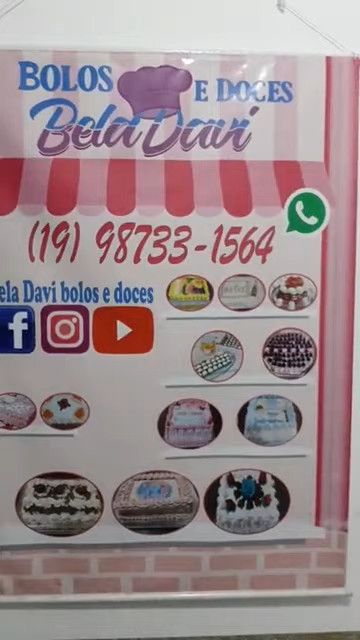 BOLOS E DOCES
Bela Davi
(19) 98733-1564
ela Davi bolos e doces
f